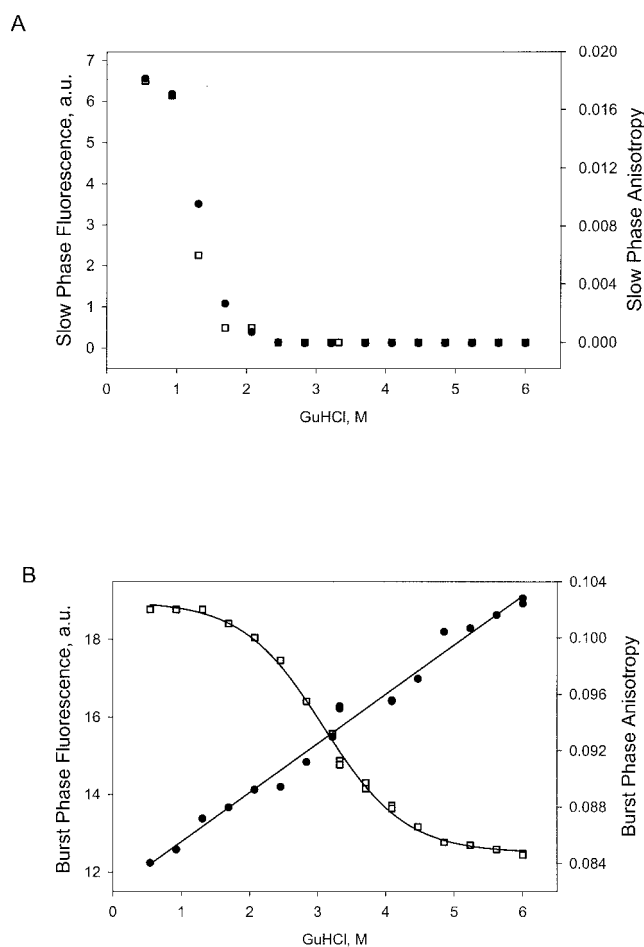 A
Slow Phase Fluorescence, a.u.
7
6
5
4
3
2
1
0
0.020
0.016
0.012
0.008
0.004
0.000
Slow Phase Anisotropy
0 1 2 3 4 5 6
GuHCl, M
B
Burst Phase Fluorescence, a.u.
18
16
14
12
0.104
0.100
0.096
0.092
0.088
0.084
Burst Phase Anisotropy
0 1 2 3 4 5 6
GuHCl, M